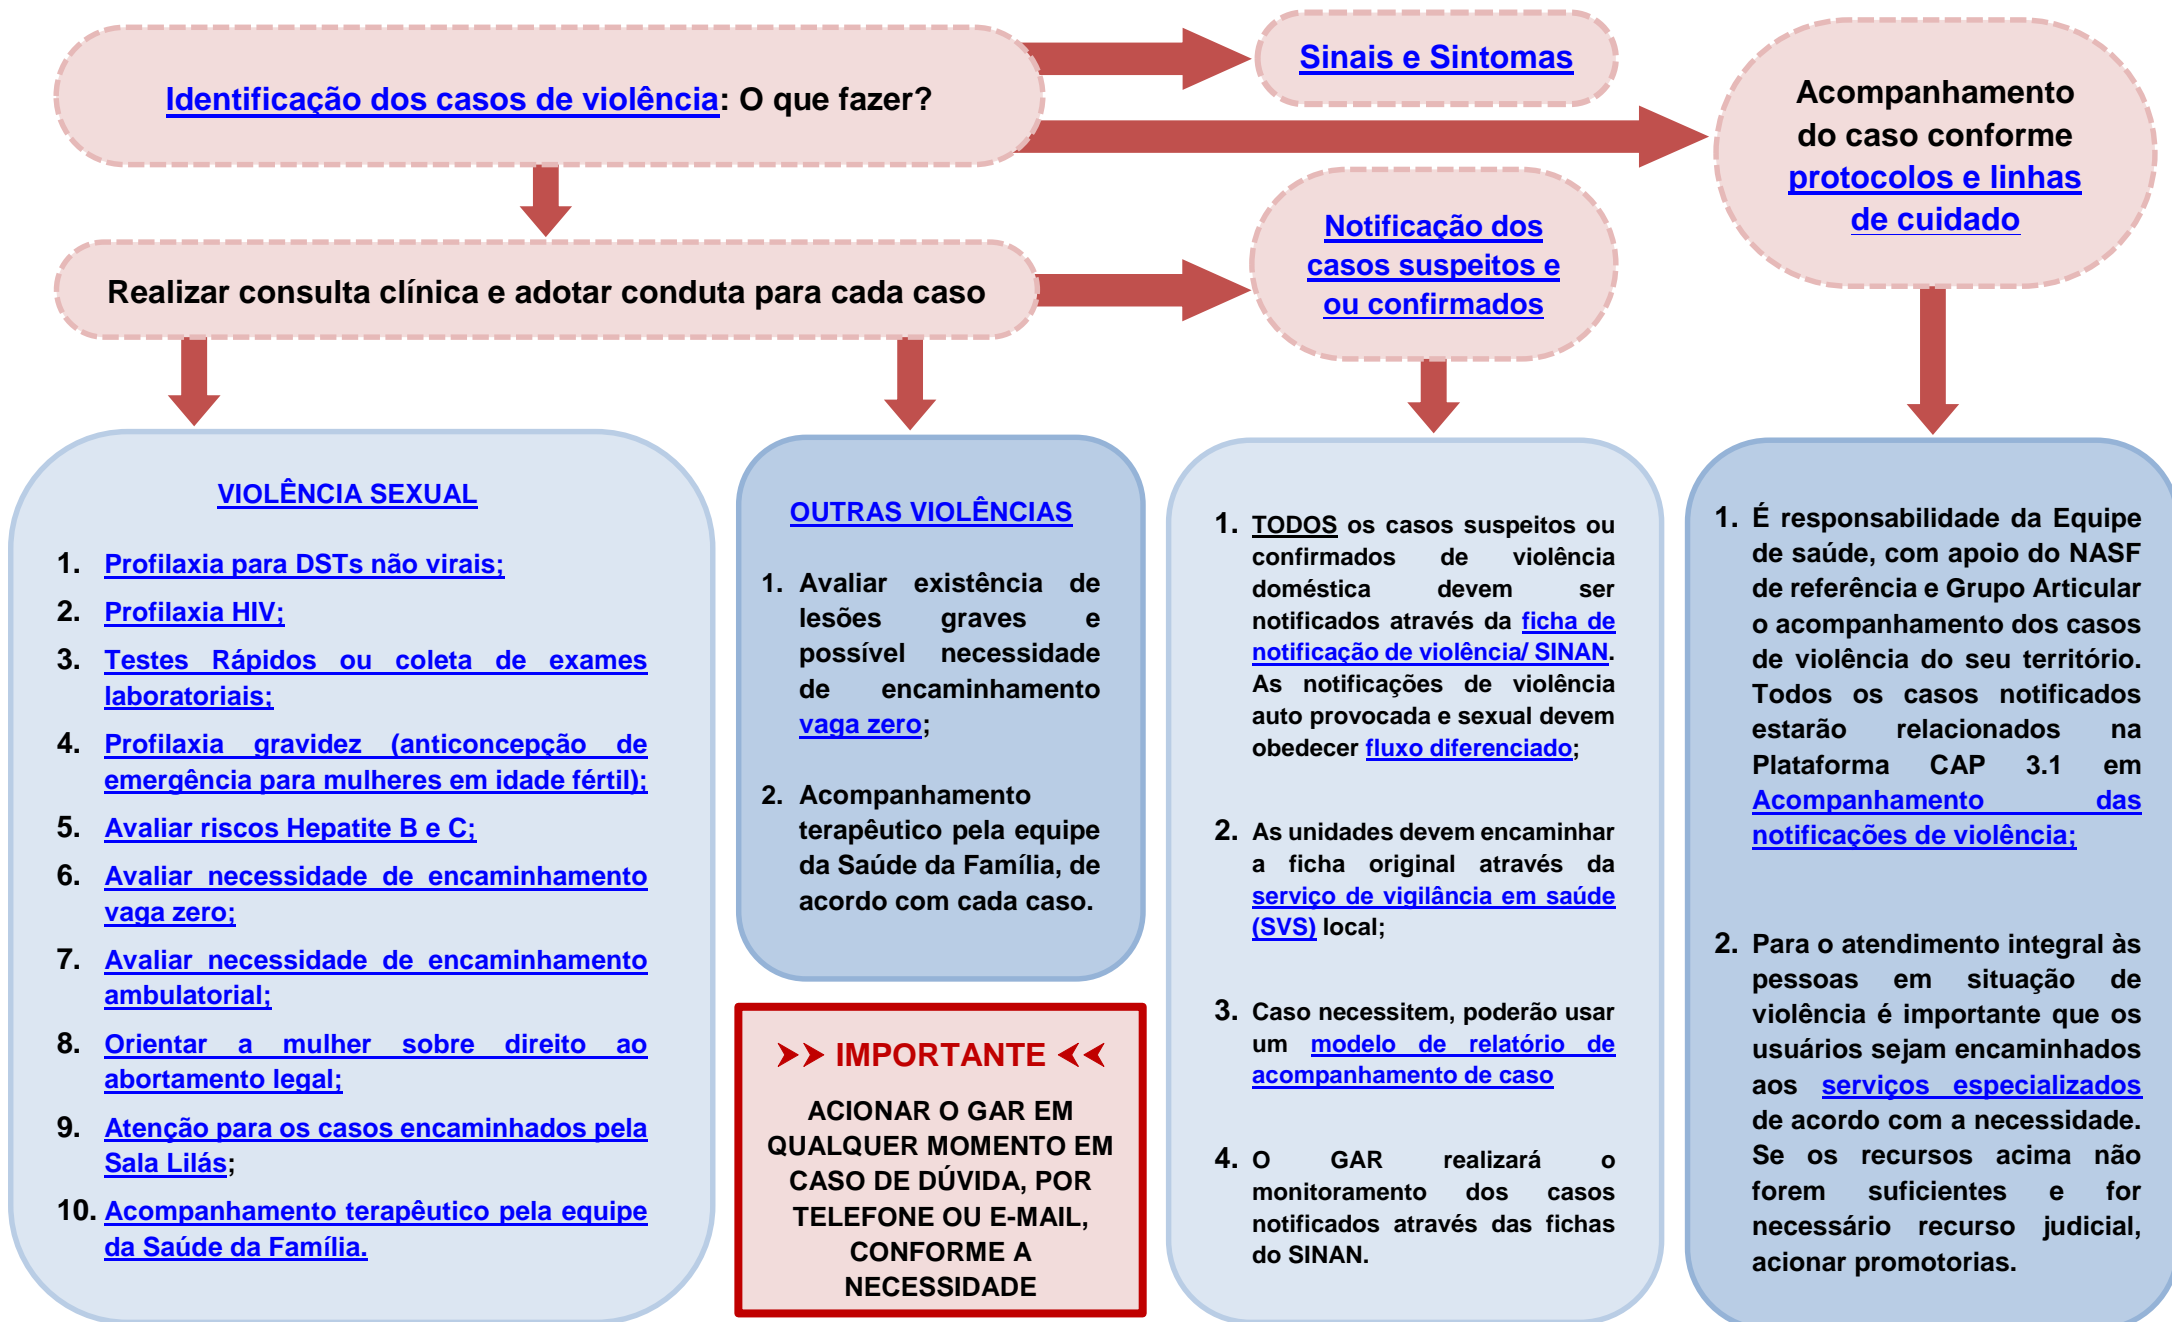 Identificação dos casos de violência: O que fazer?
Sinais e Sintomas
Acompanhamento
do caso conforme
protocolos e linhas
de cuidado
Realizar consulta clínica e adotar conduta para cada caso
Notificação dos
casos suspeitos e
ou confirmados
VIOLÊNCIA SEXUAL
1. Profilaxia para DSTs não virais;
2. Profilaxia HIV;
3. Testes Rápidos ou coleta de exames
laboratoriais;
4. Profilaxia gravidez (anticoncepção de
emergência para mulheres em idade fértil);
5. Avaliar riscos Hepatite B e C;
6. Avaliar necessidade de encaminhamento
vaga zero;
7. Avaliar necessidade de encaminhamento
ambulatorial;
8. Orientar a mulher sobre direito ao
abortamento legal;
9. Atenção para os casos encaminhados pela
Sala Lilás;
10. Acompanhamento terapêutico pela equipe
da Saúde da Família.
OUTRAS VIOLÊNCIAS
1. Avaliar existência de
lesões graves e
possível necessidade
de encaminhamento
vaga zero;
2. Acompanhamento
terapêutico pela equipe
da Saúde da Família, de
acordo com cada caso.
➤➤ IMPORTANTE ⮜⮜
ACIONAR O GAR EM
QUALQUER MOMENTO EM
CASO DE DÚVIDA, POR
TELEFONE OU E-MAIL,
CONFORME A
NECESSIDADE
1. TODOS os casos suspeitos ou
confirmados de violência
doméstica devem ser
notificados através da ficha de
notificação de violência/ SINAN.
As notificações de violência
auto provocada e sexual devem
obedecer fluxo diferenciado;
2. As unidades devem encaminhar
a ficha original através da
serviço de vigilância em saúde
(SVS) local;
3. Caso necessitem, poderão usar
um modelo de relatório de
acompanhamento de caso
4. O GAR realizará o
monitoramento dos casos
notificados através das fichas
do SINAN.
1. É responsabilidade da Equipe
de saúde, com apoio do NASF
de referência e Grupo Articular
o acompanhamento dos casos
de violência do seu território.
Todos os casos notificados
estarão relacionados na
Plataforma CAP 3.1 em
Acompanhamento das
notificações de violência;
2. Para o atendimento integral às
pessoas em situação de
violência é importante que os
usuários sejam encaminhados
aos serviços especializados
de acordo com a necessidade.
Se os recursos acima não
forem suficientes e for
necessário recurso judicial,
acionar promotorias.